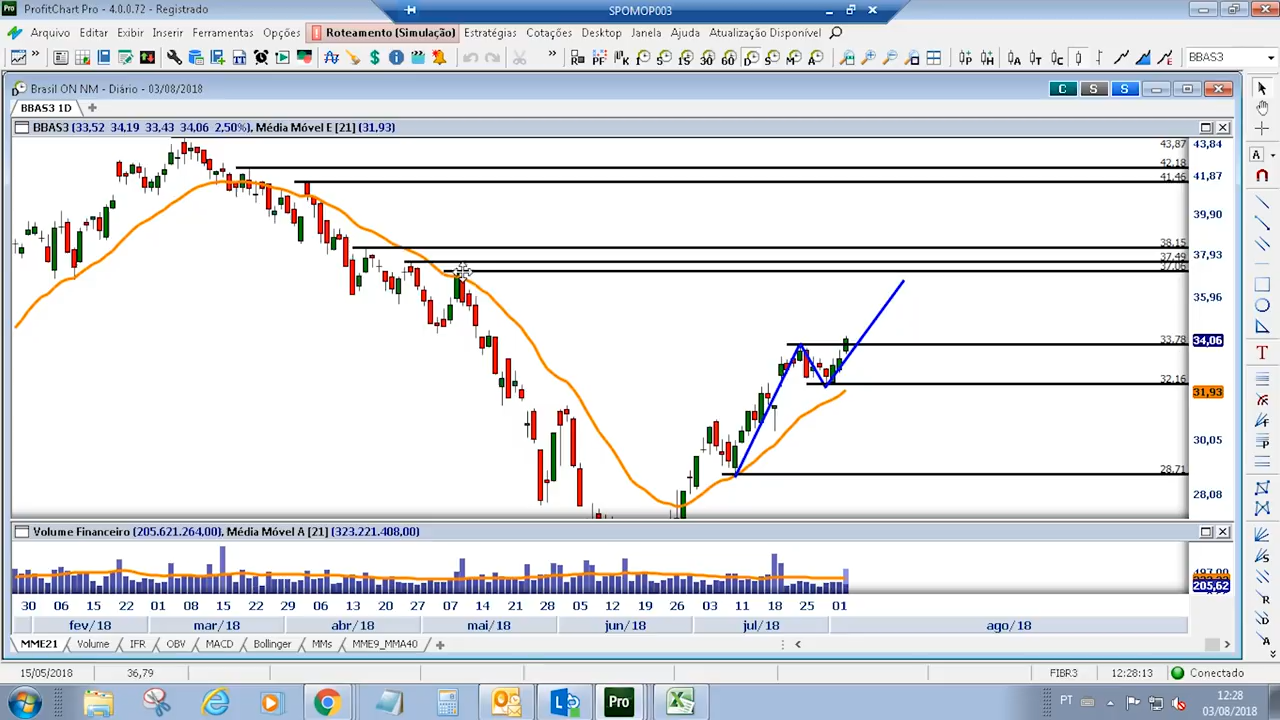 ProfitChart Pro - 4.0.0.72 - Registrado
SPOMOP003
Arquivo Editar Exibir Inserir Ferramentas Opções Roteamento (Simulação) Estratégias Cotações Desktop Janela Ajuda Atualização Disponível
BBAS3
Brasil ON NM - Diário - 03/08/2018
C S S
BBAS3 1D
BBAS3 (33,52 34,19 33,43 34,06 2,50%), Média Móvel E [21] (31,93)
43,87
43,84
42,18
41,87
41,46
39,90
38,15
37,93
37,49
37,06
35,96
33,78
34,06
32,16
31,93
30,05
28,71
28,08
Volume Financeiro (205.621.264,00), Média Móvel A [21] (323.221.408,00)
205,62
30 06 15 22 01 08 15 22 29 06 13 20 27 07 14 21 28 05 12 19 26 03 11 18 25 01
fev/18 mar/18 abr/18 mai/18 jun/18 jul/18 ago/18
MME21 Volume IFR OBV MACD Bollinger MMs MME9_MMA40
15/05/2018 36,79 FIBR3 12:28:13 Conectado
Pro
PT
12:28
03/08/2018